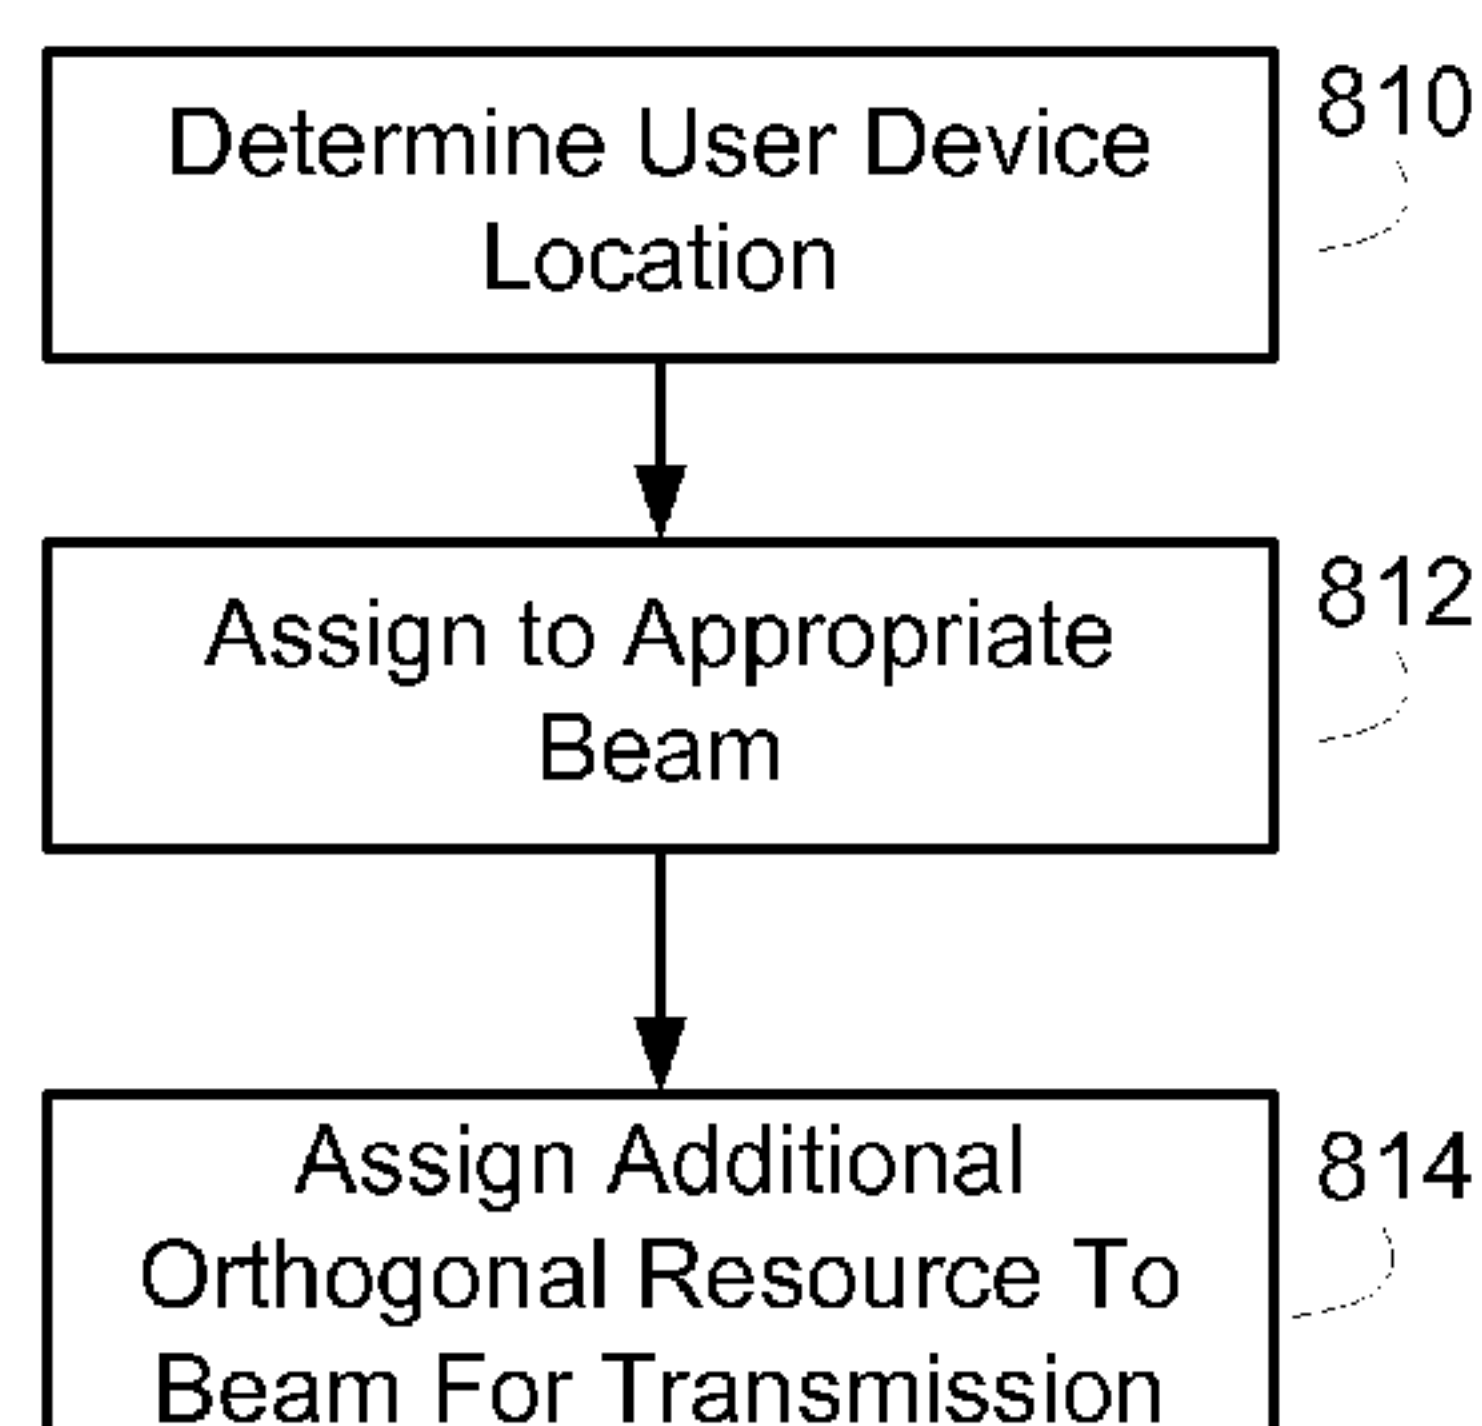 Determine User Device
Location
810
Assign to Appropriate
Beam
812
Assign Additional
Orthogonal Resource To
Beam For Transmission
814